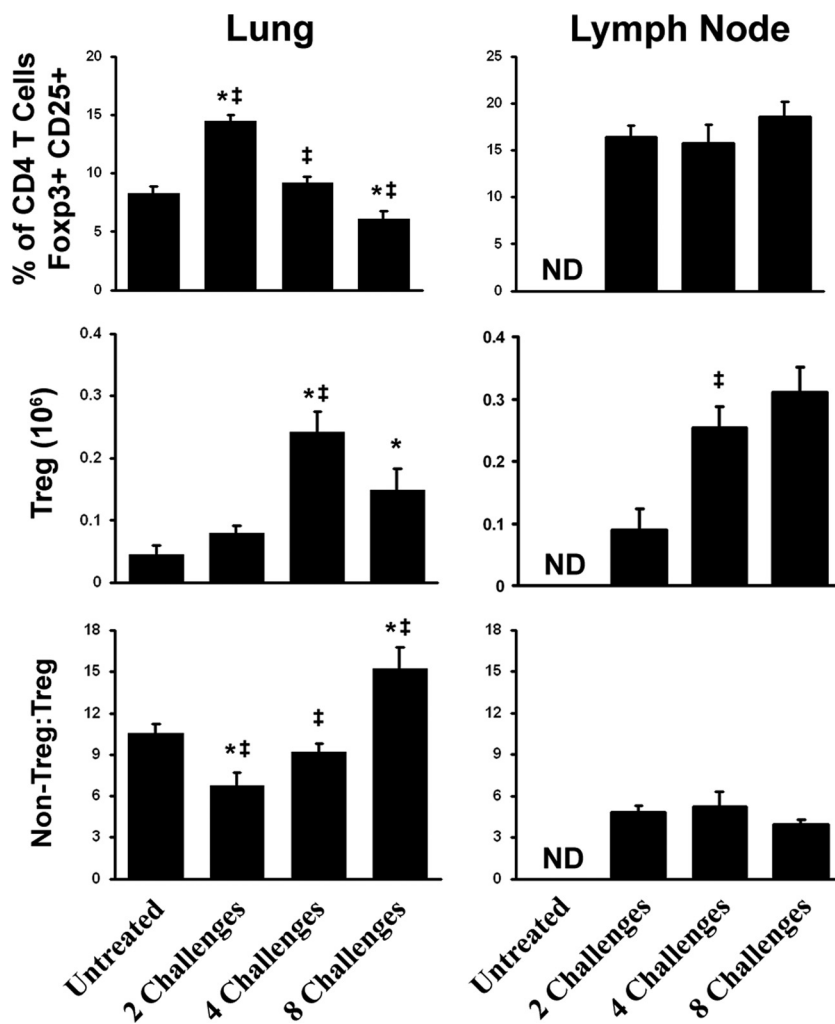 Lung
Lymph Node
% of CD4 T Cells
Foxp3+ CD25+
20
15
10
5
0
*‡
‡
*‡
25
20
15
10
5
0
ND
Treg (10⁶)
0.4
0.3
0.2
0.1
0
*‡
*
0.4
0.3
0.2
0.1
0
‡
ND
Non-Treg:Treg
18
15
12
9
6
3
0
*‡
‡
*‡
18
15
12
9
6
3
0
ND
Untreated
2 Challenges
4 Challenges
8 Challenges
Untreated
2 Challenges
4 Challenges
8 Challenges